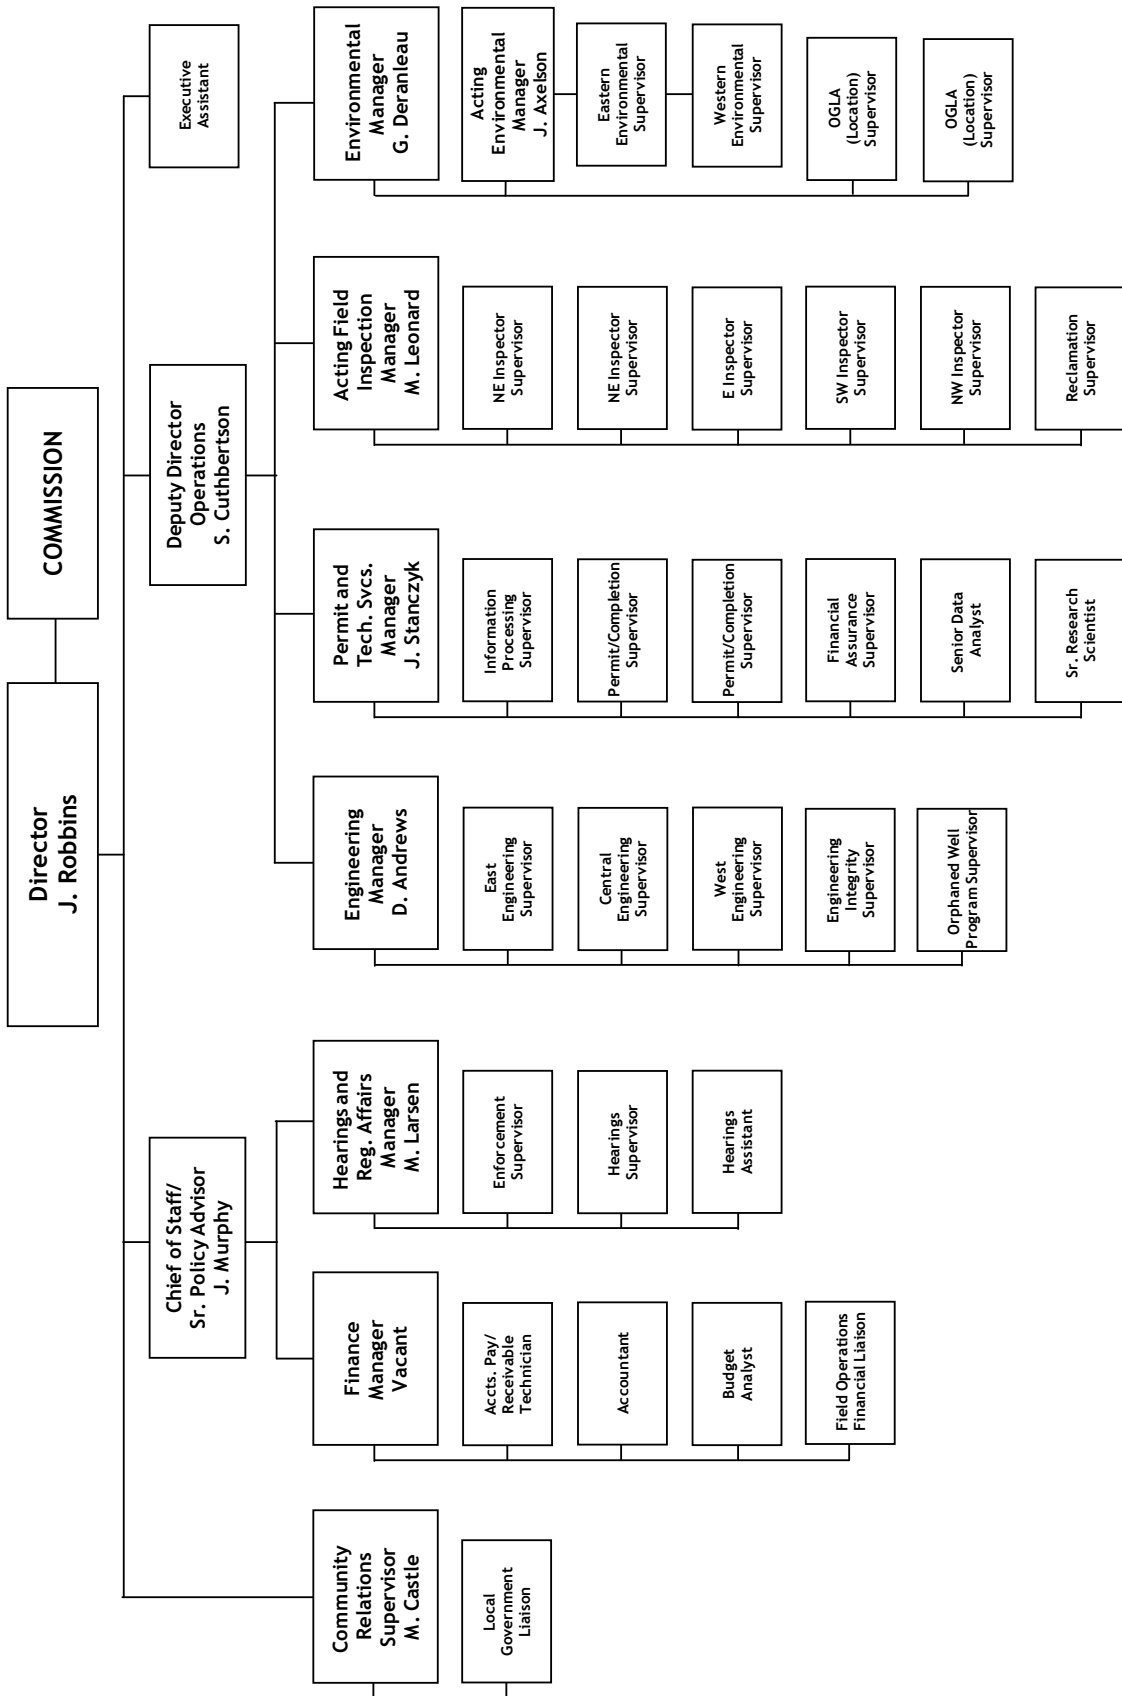 Director
J. Robbins
COMMISSION
Community
Relations
Supervisor
M. Castle
Local
Government
Liaison
Chief of Staff/
Sr. Policy Advisor
J. Murphy
Finance
Manager
Vacant
Accts. Pay/
Receivable
Technician
Accountant
Budget
Analyst
Field Operations
Financial Liaison
Hearings and
Reg. Affairs
Manager
M. Larsen
Enforcement
Supervisor
Hearings
Supervisor
Hearings
Assistant
Deputy Director
Operations
S. Cuthbertson
Engineering
Manager
D. Andrews
East
Engineering
Supervisor
Central
Engineering
Supervisor
West
Engineering
Supervisor
Engineering
Integrity
Supervisor
Orphaned Well
Program Supervisor
Permit and
Tech. Svcs.
Manager
J. Stanczyk
Information
Processing
Supervisor
Permit/Completion
Supervisor
Permit/Completion
Supervisor
Financial
Assurance
Supervisor
Senior Data
Analyst
Sr. Research
Scientist
Acting Field
Inspection
Manager
M. Leonard
NE Inspector
Supervisor
NE Inspector
Supervisor
E Inspector
Supervisor
SW Inspector
Supervisor
NW Inspector
Supervisor
Reclamation
Supervisor
Environmental
Manager
G. Deranleau
Acting
Environmental
Manager
J. Axelson
Eastern
Environmental
Supervisor
Western
Environmental
Supervisor
OGLA
(Location)
Supervisor
OGLA
(Location)
Supervisor
Executive
Assistant